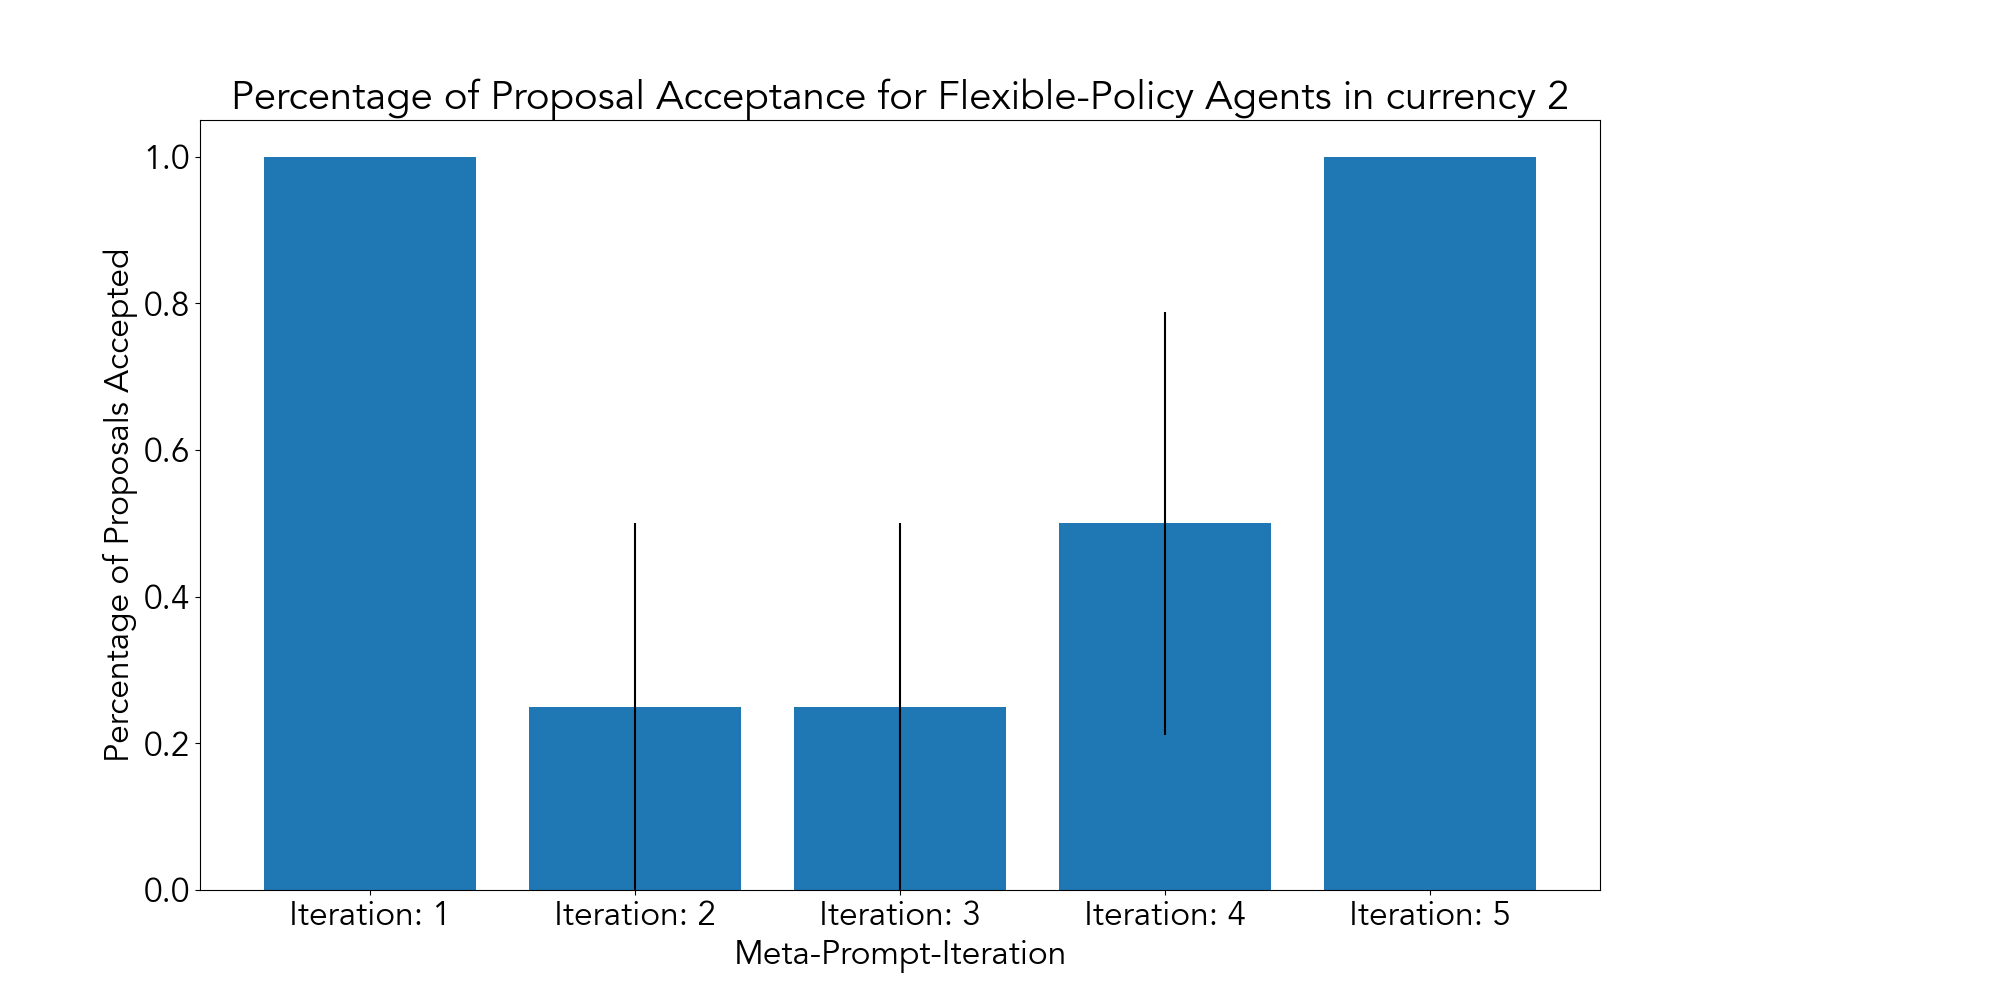 Percentage of Proposal Acceptance for Flexible-Policy Agents in currency 2
Percentage of Proposals Accepted
1.0
0.8
0.6
0.4
0.2
0.0
Iteration: 1
Iteration: 2
Iteration: 3
Iteration: 4
Iteration: 5
Meta-Prompt-Iteration